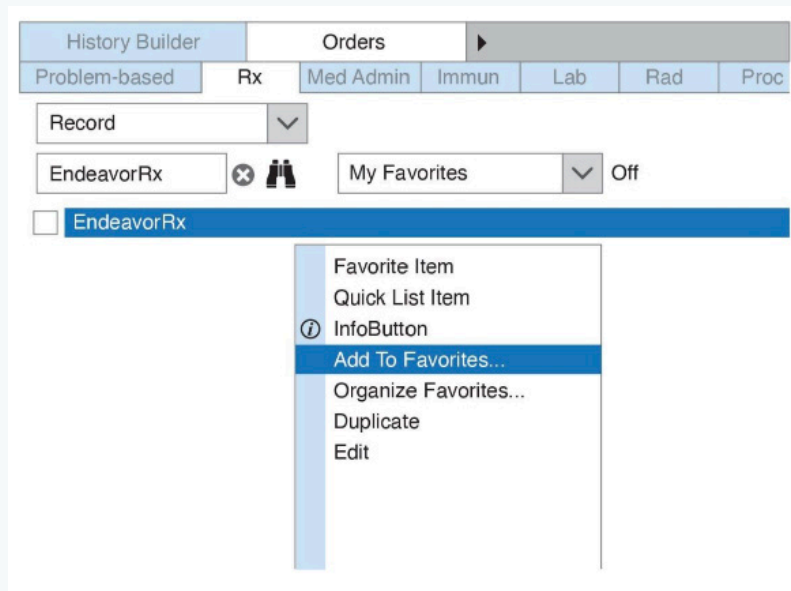 History Builder Orders
Problem-based Rx Med Admin Immun Lab Rad Proc
Record
EndeavorRx My Favorites Off
EndeavorRx
Favorite Item
Quick List Item
i InfoButton
Add To Favorites...
Organize Favorites...
Duplicate
Edit